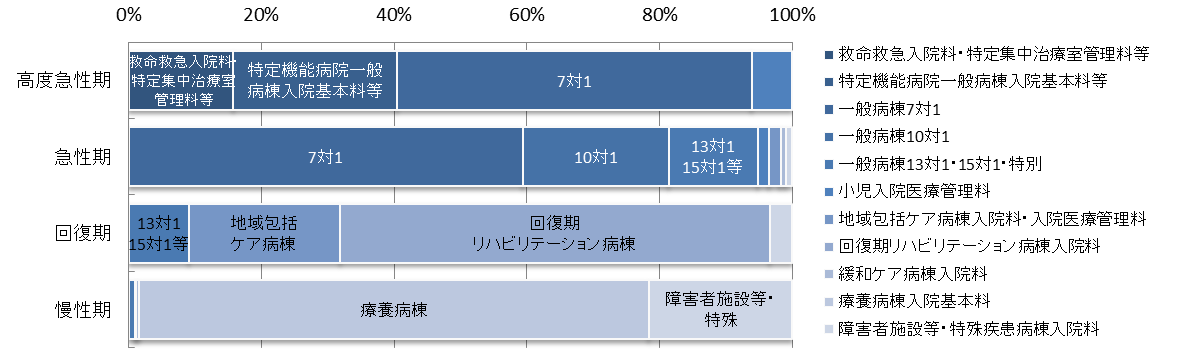 0% 20% 40% 60% 80% 100%
高度急性期
救命救急入院料・
特定集中治療室
管理料等
特定機能病院一般
病棟入院基本料等
7対1
急性期
7対1
10対1
13対1
15対1等
回復期
13対1
15対1等
地域包括
ケア病棟
回復期
リハビリテーション病棟
慢性期
療養病棟
障害者施設等・
特殊
救命救急入院料・特定集中治療室管理料等
特定機能病院一般病棟入院基本料等
一般病棟7対1
一般病棟10対1
一般病棟13対1・15対1・特別
小児入院医療管理料
地域包括ケア病棟入院料・入院医療管理料
回復期リハビリテーション病棟入院料
緩和ケア病棟入院料
療養病棟入院基本料
障害者施設等・特殊疾患病棟入院料